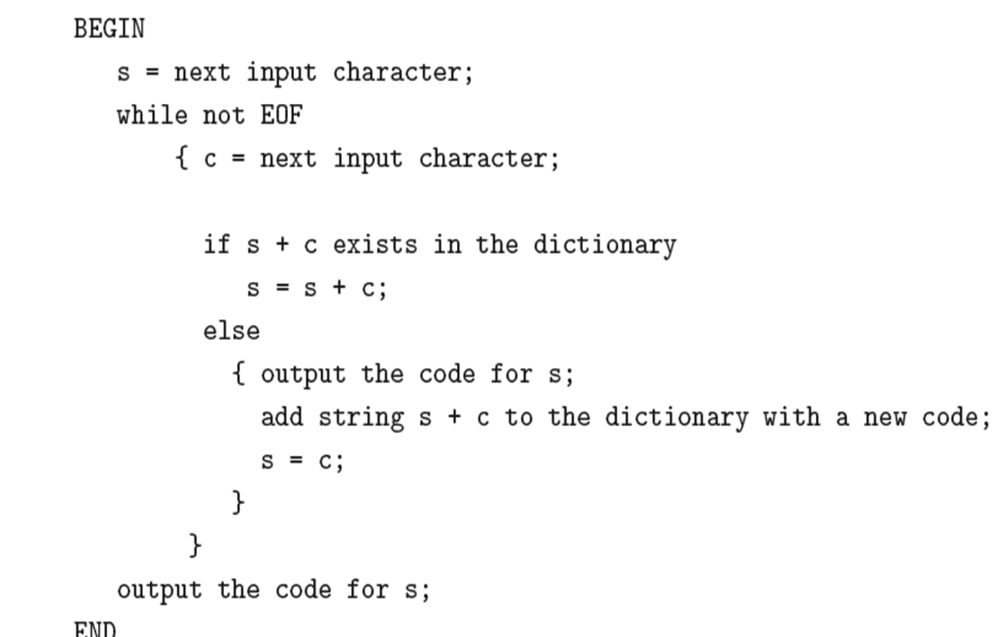 BEGIN
s = next input character;
while not EOF
{ c = next input character;
if s + c exists in the dictionary
s = s + c;
else
{ output the code for s;
add string s + c to the dictionary with a new code;
s = c;
}
}
output the code for s;
END